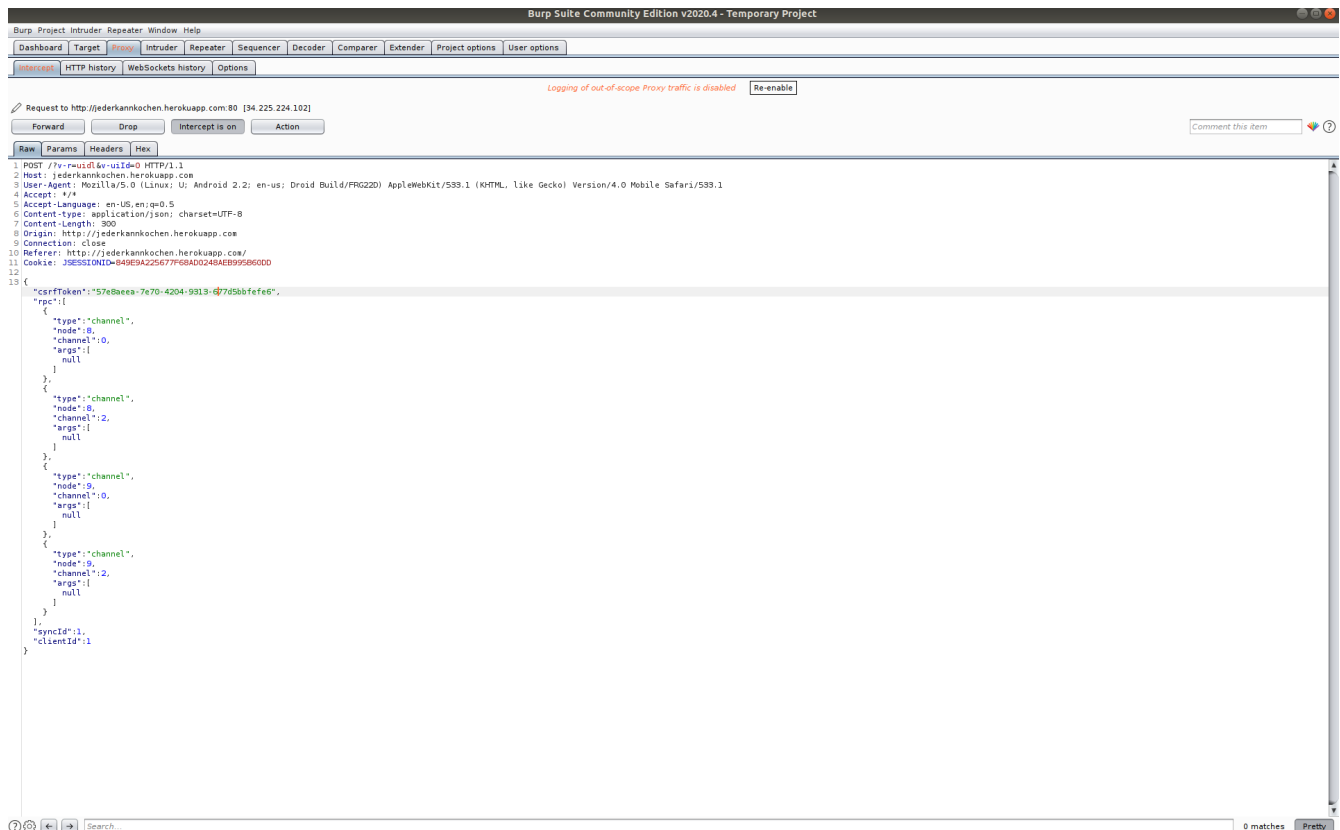 Burp Suite Community Edition v2020.4 - Temporary Project
Burp Project Intruder Repeater Window Help
Dashboard Target Proxy Intruder Repeater Sequencer Decoder Comparer Extender Project options User options
Intercept HTTP history WebSockets history Options
Logging of out-of-scope Proxy traffic is disabled Re-enable
Request to http://jederkannkochen.herokuapp.com:80 [34.225.224.102]
Forward Drop Intercept is on Action Comment this item ?
Raw Params Headers Hex
1 POST /?v-r=uidl&v-uiId=0 HTTP/1.1
2 Host: jederkannkochen.herokuapp.com
3 User-Agent: Mozilla/5.0 (Linux; U; Android 2.2; en-us; Droid Build/FRG22D) AppleWebKit/533.1 (KHTML, like Gecko) Version/4.0 Mobile Safari/533.1
4 Accept: */*
5 Accept-Language: en-US,en;q=0.5
6 Content-type: application/json; charset=UTF-8
7 Content-Length: 300
8 Origin: http://jederkannkochen.herokuapp.com
9 Connection: close
10 Referer: http://jederkannkochen.herokuapp.com/
11 Cookie: JSESSIONID=849E9A225677F68AD0248AEB995B60DD
12
13 {
"csrfToken":"57e8aeea-7e70-4204-9313-677d5bbfefe6",
"rpc":[
{
"type":"channel",
"node":8,
"channel":0,
"args":[
null
]
},
{
"type":"channel",
"node":8,
"channel":2,
"args":[
null
]
},
{
"type":"channel",
"node":9,
"channel":0,
"args":[
null
]
},
{
"type":"channel",
"node":9,
"channel":2,
"args":[
null
]
}
],
"syncId":1,
"clientId":1
}
? Search... 0 matches Pretty